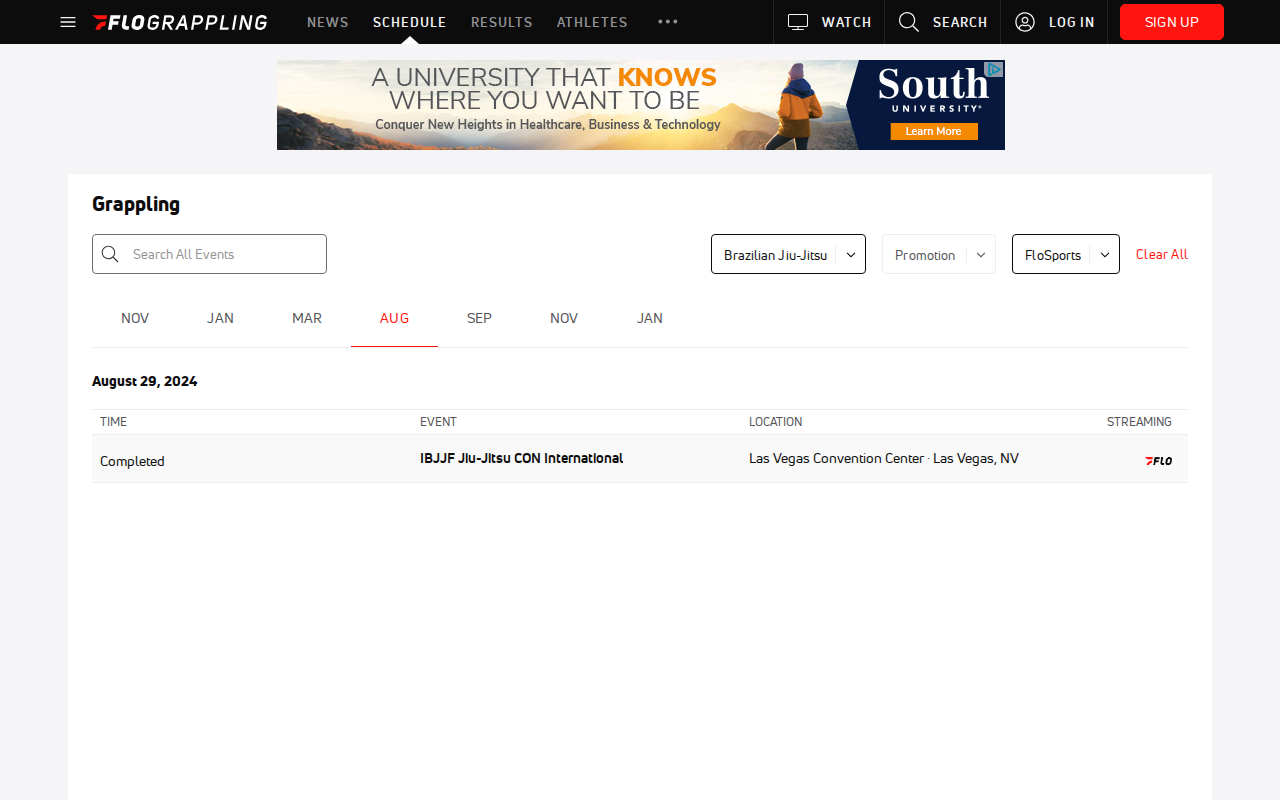 FLOGRAPPLING NEWS SCHEDULE RESULTS ATHLETES ••• WATCH SEARCH LOG IN SIGN UP
A UNIVERSITY THAT KNOWS
WHERE YOU WANT TO BE
Conquer New Heights in Healthcare, Business & Technology
South
UNIVERSITY®
Learn More
Grappling
Search All Events Brazilian Jiu-Jitsu Promotion FloSports Clear All
NOV JAN MAR AUG SEP NOV JAN
August 29, 2024
TIME EVENT LOCATION STREAMING
Completed IBJJF Jiu-Jitsu CON International Las Vegas Convention Center · Las Vegas, NV FLO